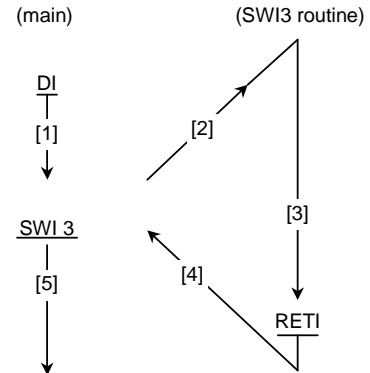 (main) (SWI3 routine)
DI
[1] [2]
SWI 3 [3]
[5] [4]
RETI